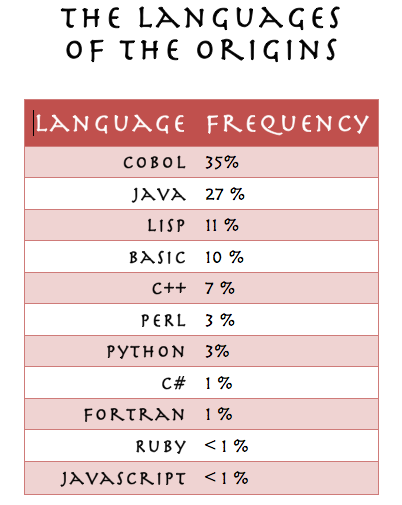 THE LANGUAGES
OF THE ORIGINS
LANGUAGE FREQUENCY
COBOL 35%
JAVA 27 %
LISP 11 %
BASIC 10 %
C++ 7 %
PERL 3 %
PYTHON 3%
C# 1 %
FORTRAN 1 %
RUBY <1 %
JAVASCRIPT <1 %